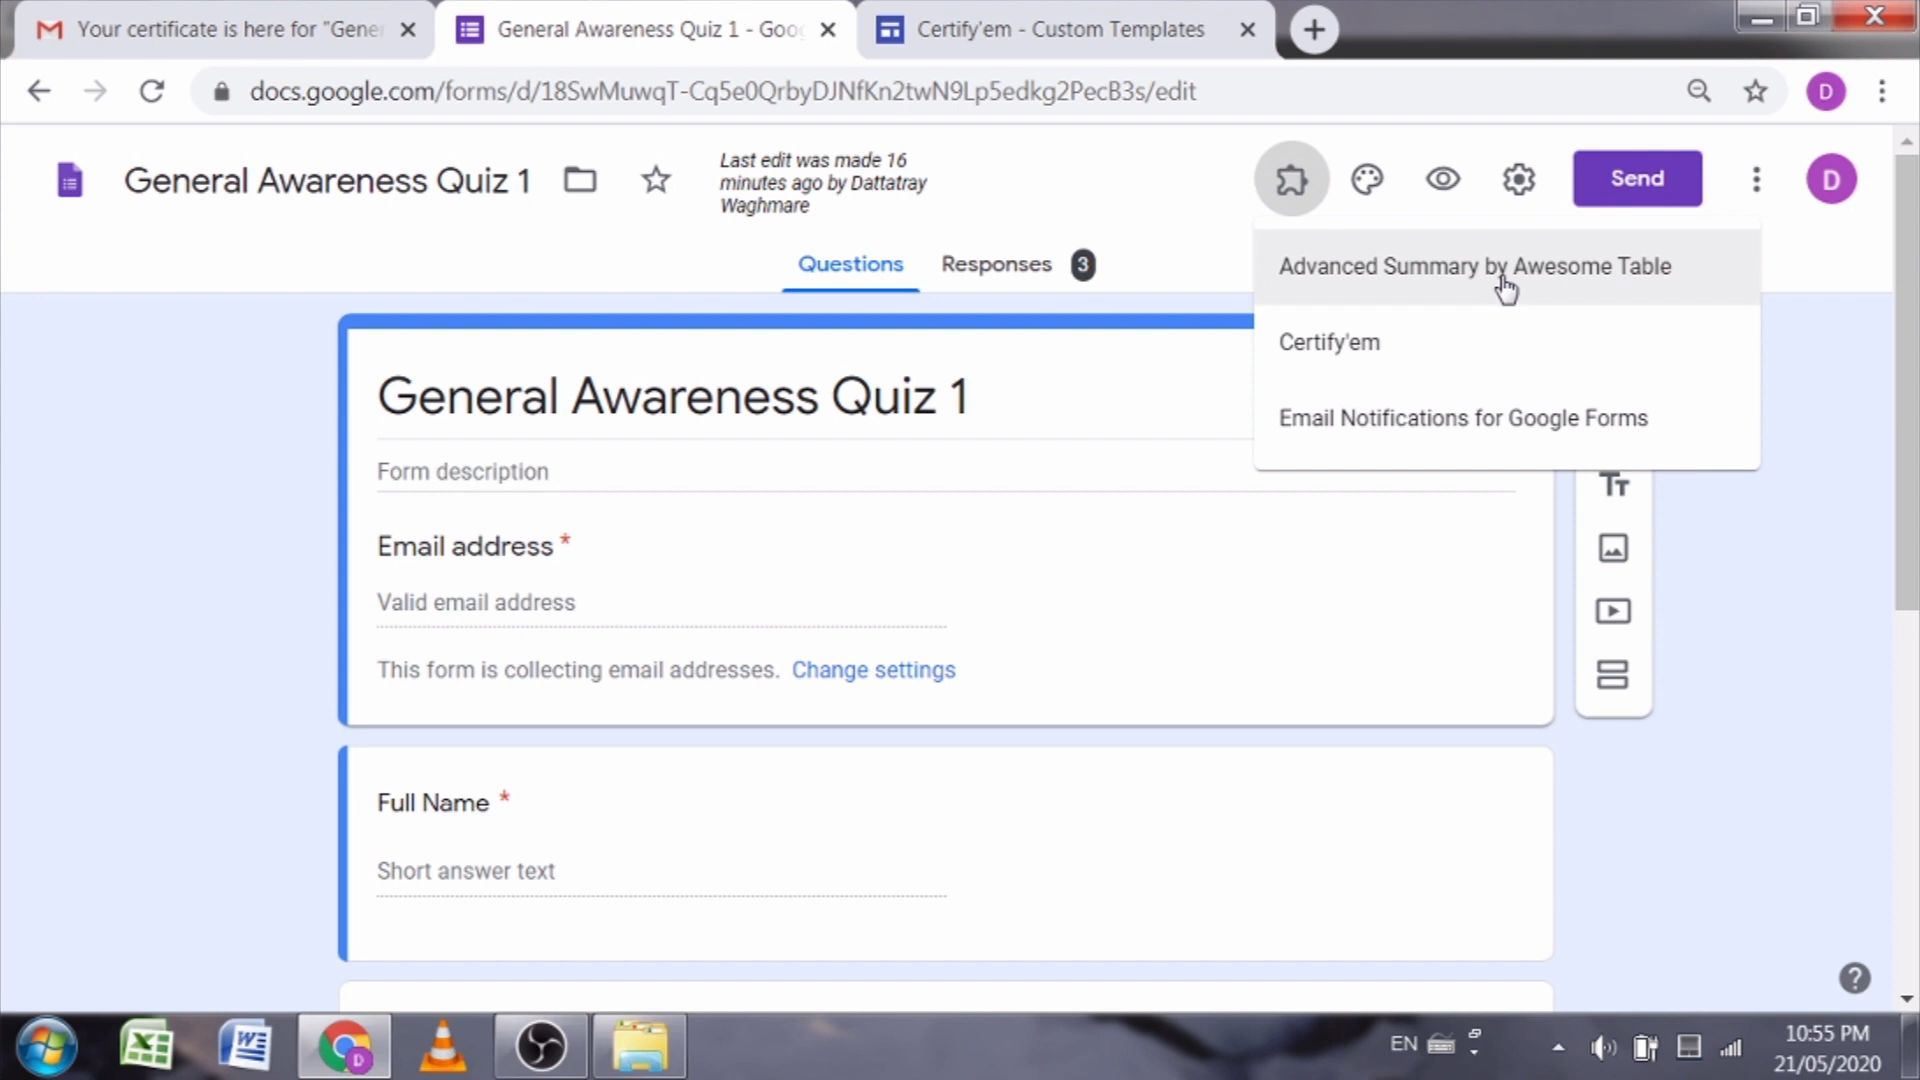 Your certificate is here for "Gener
General Awareness Quiz 1 - Goo
Certify'em - Custom Templates
docs.google.com/forms/d/18SwMuwqT-Cq5e0QrbyDJNfKn2twN9Lp5edkg2PecB3s/edit
D
General Awareness Quiz 1
Last edit was made 16
minutes ago by Dattatray
Waghmare
Send
D
Questions
Responses 3
Advanced Summary by Awesome Table
Certify'em
Email Notifications for Google Forms
General Awareness Quiz 1
Form description
Tт
Email address *
Valid email address
This form is collecting email addresses. Change settings
Full Name *
Short answer text
EN
10:55 PM
21/05/2020